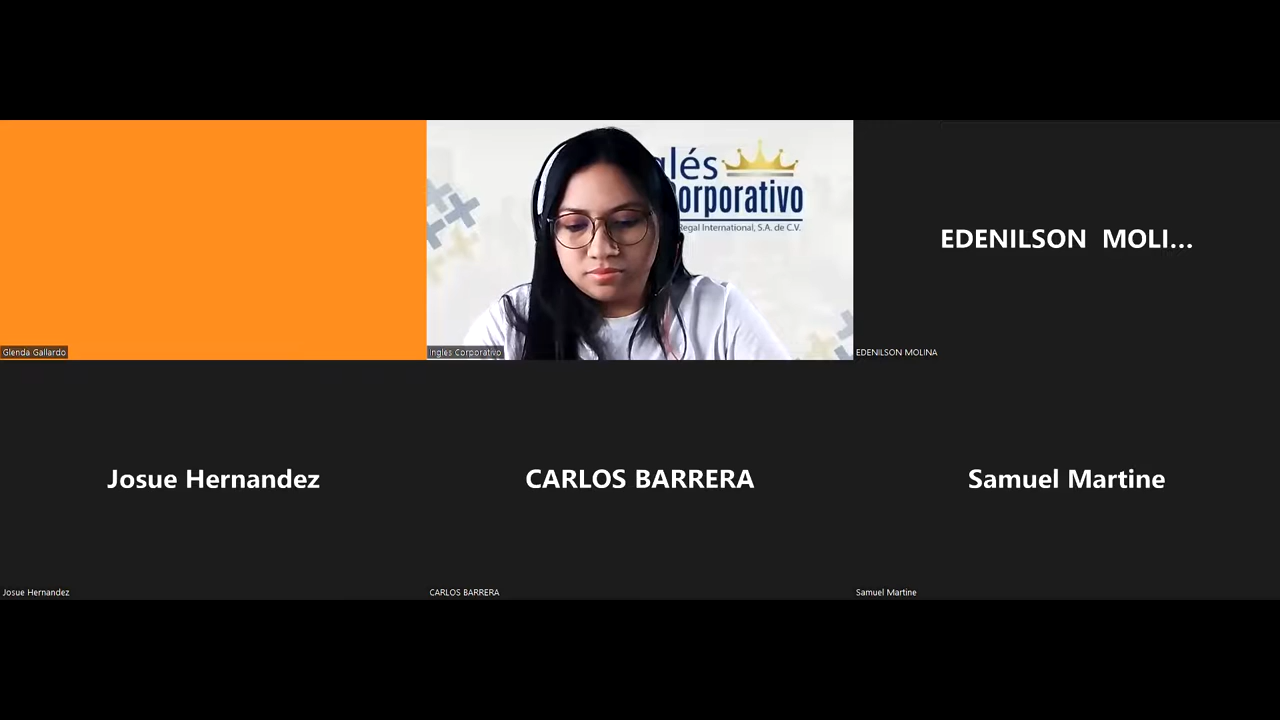 glés
orporativo
Regal International, S.A. de C.V.
EDENILSON MOLI...
Glenda Gallardo
Ingles Corporativo
EDENILSON MOLINA
Josue Hernandez
CARLOS BARRERA
Samuel Martine
Josue Hernandez
CARLOS BARRERA
Samuel Martine